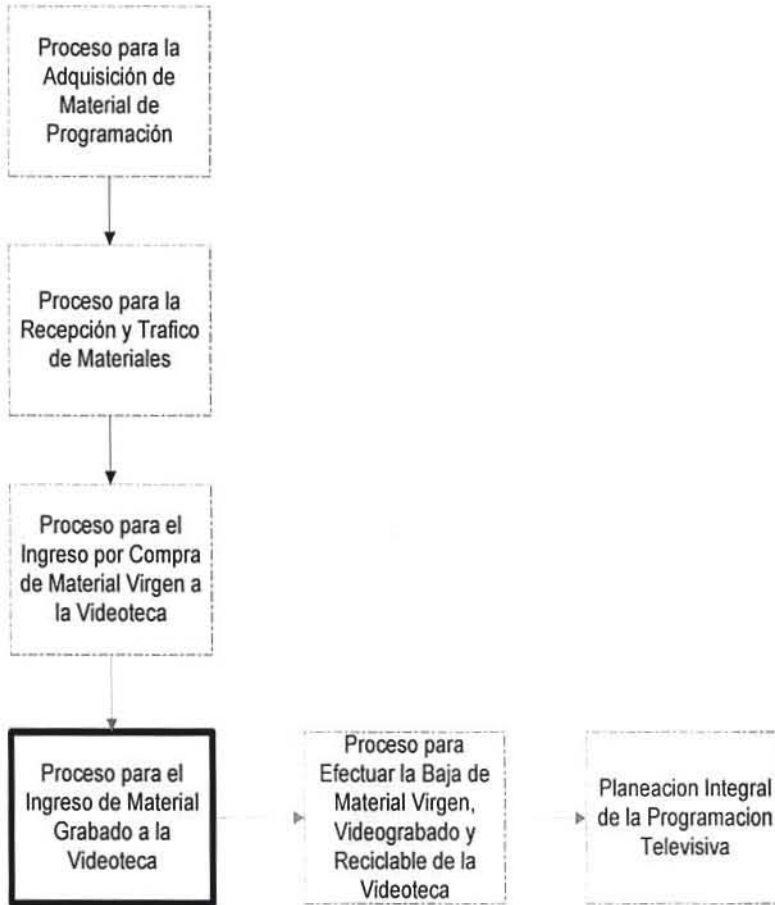 Proceso para la
Adquisición de
Material de
Programación
Proceso para la
Recepción y Trafico
de Materiales
Proceso para el
Ingreso por Compra
de Material Virgen a
la Videoteca
Proceso para el
Ingreso de Material
Grabado a la
Videoteca
Proceso para
Efectuar la Baja de
Material Virgen,
Videograbado y
Reciclable de la
Videoteca
Planeacion Integral
de la Programacion
Televisiva